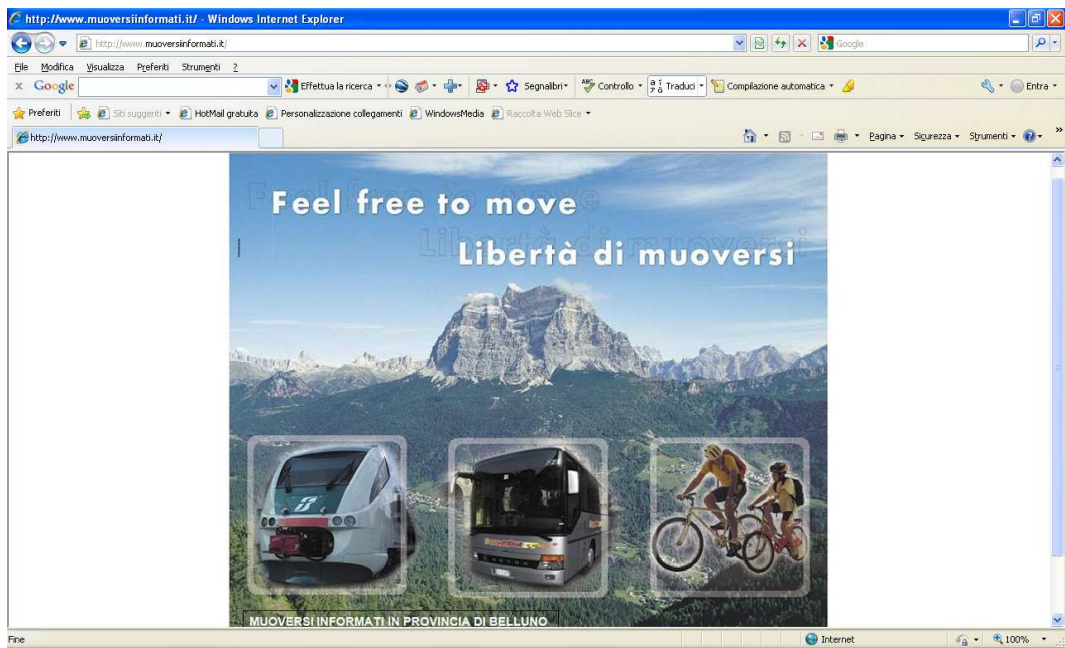 http://www.muoversiinformati.it/ - Windows Internet Explorer
http://www.muoversiinformati.it/
Google
File Modifica Visualizza Preferiti Strumenti ?
x Google Effettua la ricerca Segnalibri Controllo Traduci Compilazione automatica Entra
Preferiti Siti suggeriti HotMail gratuita Personalizzazione collegamenti WindowsMedia Raccolta Web Slice
http://www.muoversiinformati.it/ Pagina Sicurezza Strumenti »
Feel free to move
Libertà di muoversi
MUOVERSI INFORMATI IN PROVINCIA DI BELLUNO
Fine Internet 100%